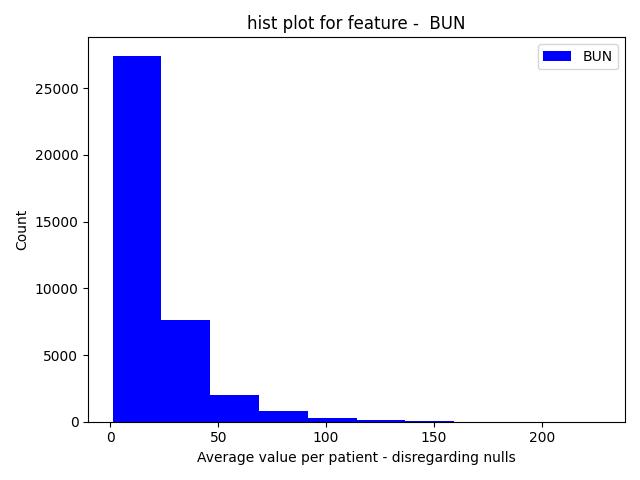 hist plot for feature -  BUN
BUN
25000
20000
15000
10000
5000
0
Count
0 50 100 150 200
Average value per patient - disregarding nulls